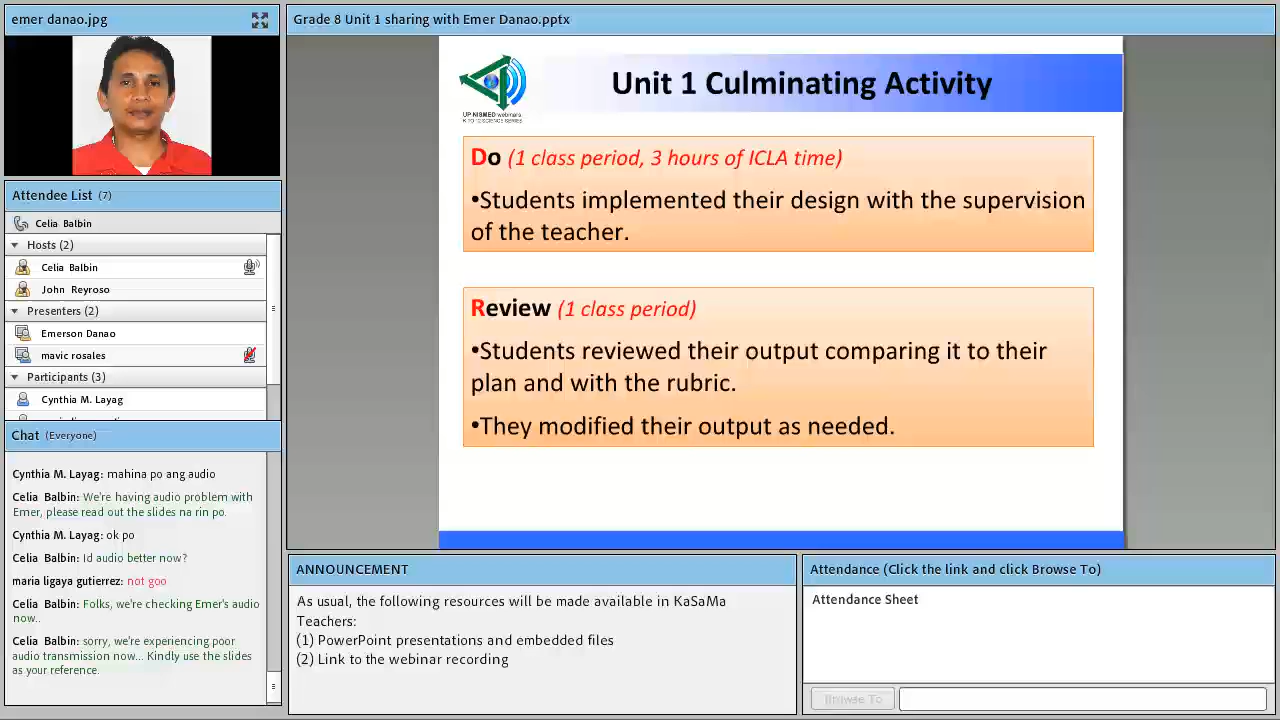 emer danao.jpg
Attendee List (7)
Celia Balbin
Hosts (2)
Celia Balbin
John Reyroso
Presenters (2)
Emerson Danao
mavic rosales
Participants (3)
Cynthia M. Layag
Chat (Everyone)
Cynthia M. Layag: mahina po ang audio
Celia Balbin: We're having audio problem with
Emer, please read out the slides na rin po.
Cynthia M. Layag: ok po
Celia Balbin: Id audio better now?
maria ligaya gutierrez: not goo
Celia Balbin: Folks, we're checking Emer's audio
now..
Celia Balbin: sorry, we're experiencing poor
audio transmission now... Kindly use the slides
as your reference.
Grade 8 Unit 1 sharing with Emer Danao.pptx
UP NISMED webinars
K TO 12 SCIENCE SERIES
Unit 1 Culminating Activity
Do (1 class period, 3 hours of ICLA time)
•Students implemented their design with the supervision
of the teacher.
Review (1 class period)
•Students reviewed their output comparing it to their
plan and with the rubric.
•They modified their output as needed.
ANNOUNCEMENT
As usual, the following resources will be made available in KaSaMa
Teachers:
(1) PowerPoint presentations and embedded files
(2) Link to the webinar recording
Attendance (Click the link and click Browse To)
Attendance Sheet
Browse To